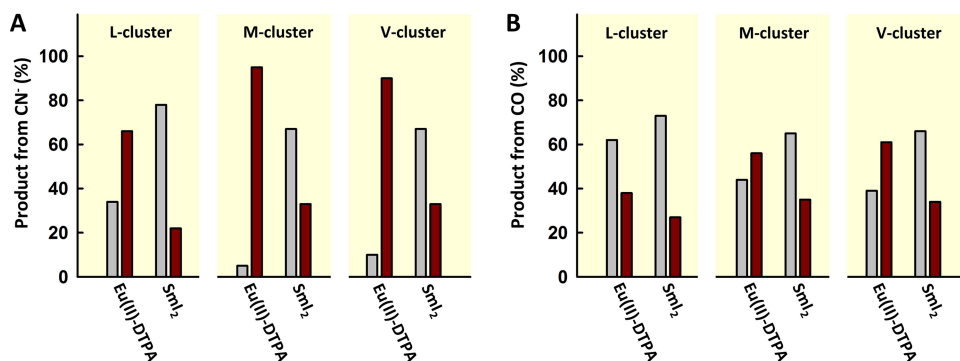 A
L-cluster
M-cluster
V-cluster
Product from CN⁻ (%)
100
80
60
40
20
0
Eu(II)-DTPA
SmI₂
Eu(II)-DTPA
SmI₂
Eu(II)-DTPA
SmI₂
B
L-cluster
M-cluster
V-cluster
Product from CO (%)
100
80
60
40
20
0
Eu(II)-DTPA
SmI₂
Eu(II)-DTPA
SmI₂
Eu(II)-DTPA
SmI₂